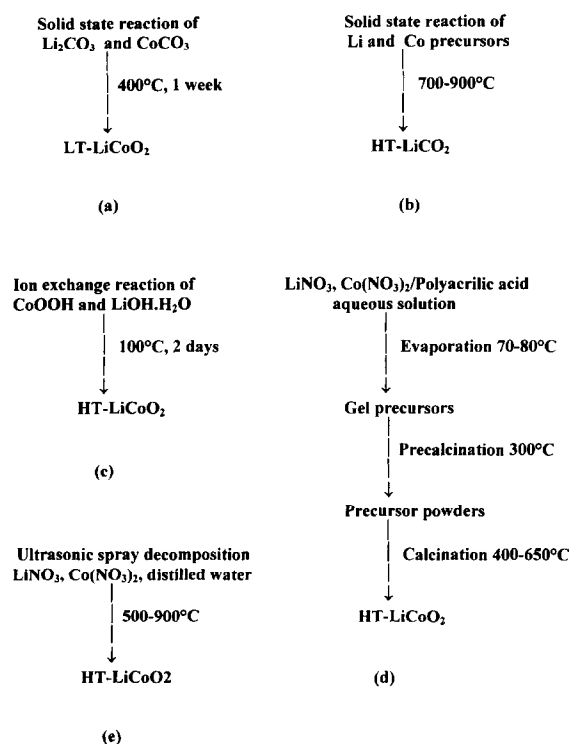 Solid state reaction of
Li₂CO₃ and CoCO₃
400°C, 1 week
LT-LiCoO₂
(a)
Solid state reaction of
Li and Co precursors
700-900°C
HT-LiCO₂
(b)
Ion exchange reaction of
CoOOH and LiOH.H₂O
100°C, 2 days
HT-LiCoO₂
(c)
LiNO₃, Co(NO₃)₂/Polyacrilic acid
aqueous solution
Evaporation 70-80°C
Gel precursors
Precalcination 300°C
Precursor powders
Calcination 400-650°C
HT-LiCoO₂
(d)
Ultrasonic spray decomposition
LiNO₃, Co(NO₃)₂, distilled water
500-900°C
HT-LiCoO2
(e)